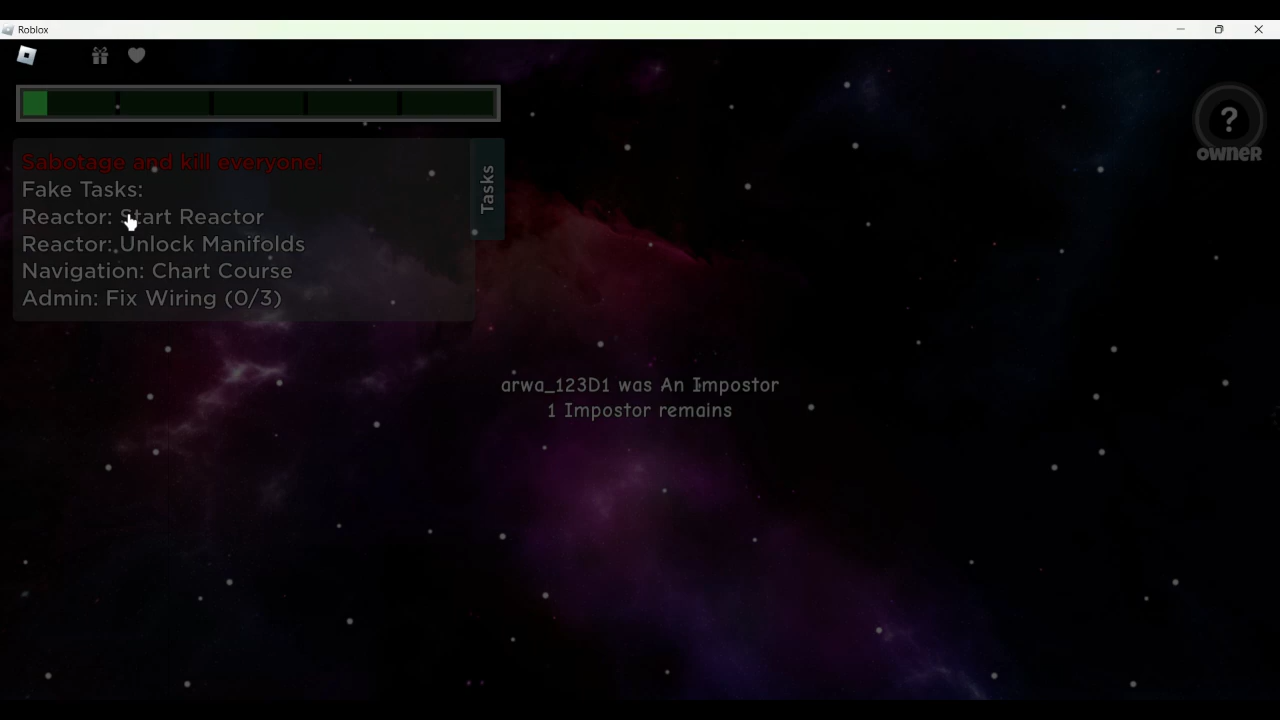 Roblox
Sabotage and kill everyone!
Fake Tasks:
Reactor: Start Reactor
Reactor: Unlock Manifolds
Navigation: Chart Course
Admin: Fix Wiring (0/3)
Tasks
?
OWNER
arwa_123D1 was An Impostor
1 Impostor remains